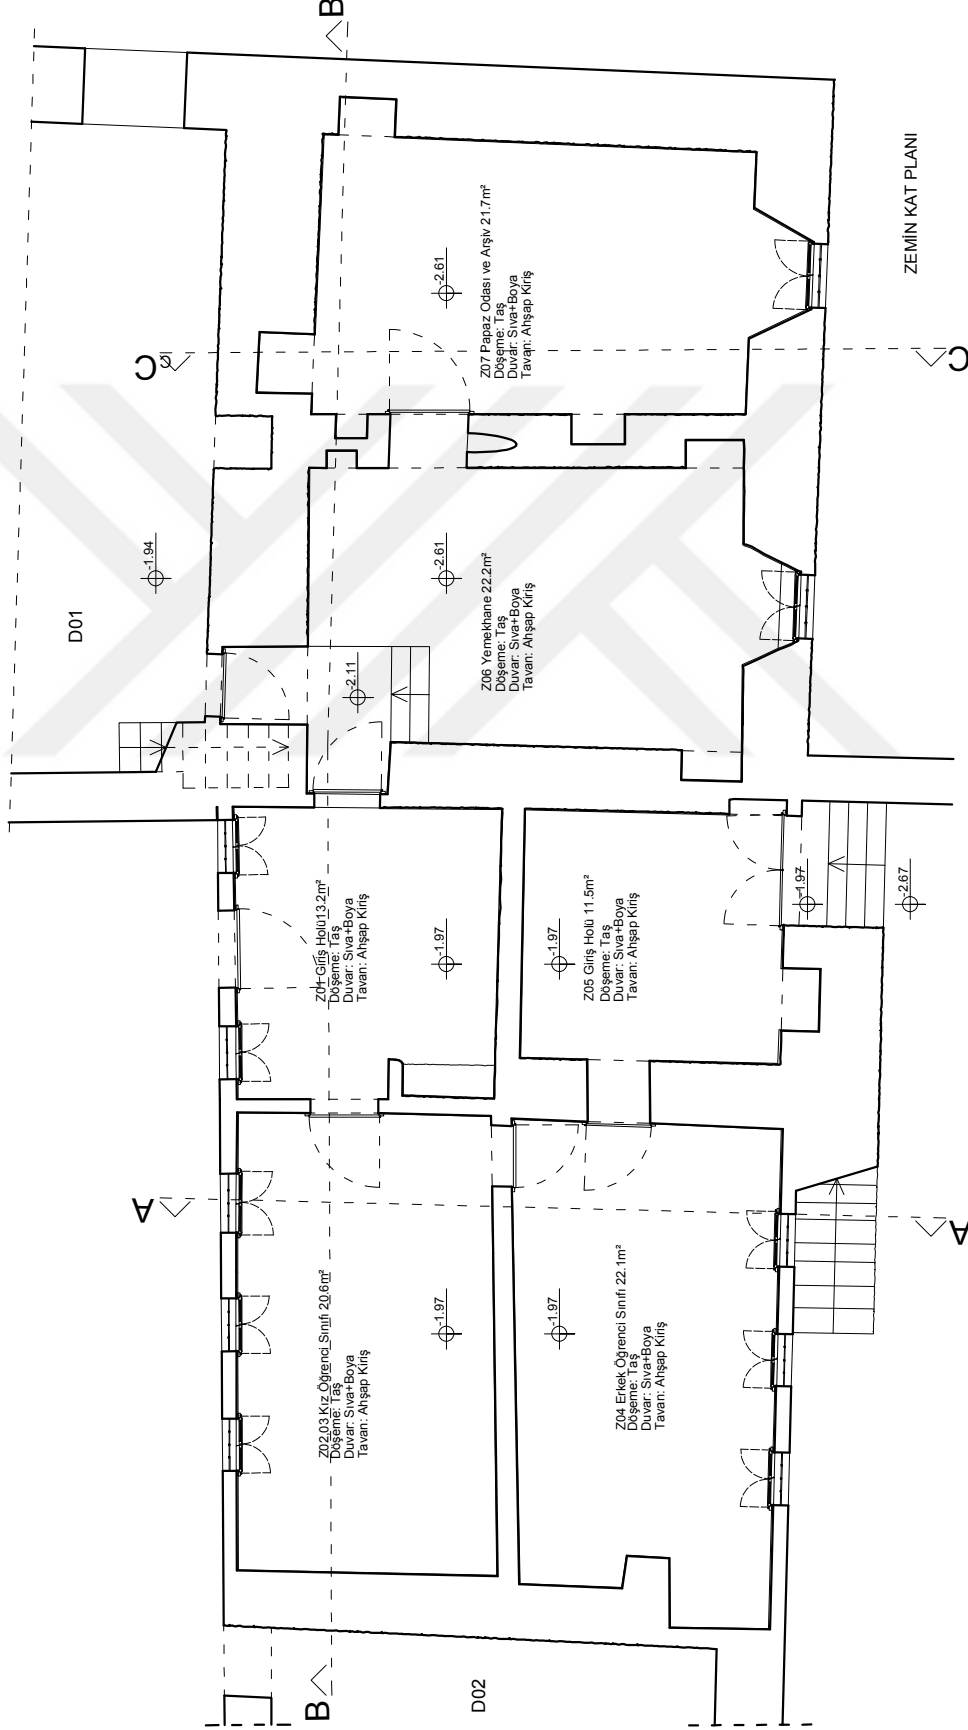 ZEMİN KAT PLANI
B
B
C
C
A
A
D01
-1.94
Z07 Papaz Odası ve Arşiv 21.7m²
Döşeme: Taş
Duvar: Sıva+Boya
Tavan: Ahşap Kiriş
-2.61
Z06 Yemekhane 22.2m²
Döşeme: Taş
Duvar: Sıva+Boya
Tavan: Ahşap Kiriş
-2.61
-2.11
Z01 Giriş Holü13.2m²
Döşeme: Taş
Duvar: Sıva+Boya
Tavan: Ahşap Kiriş
-1.97
Z05 Giriş Holü 11.5m²
Döşeme: Taş
Duvar: Sıva+Boya
Tavan: Ahşap Kiriş
-1.97
-1.97
-2.67
Z02,03 Kız Öğrenci Sınıfı 20.6m²
Döşeme: Taş
Duvar: Sıva+Boya
Tavan: Ahşap Kiriş
-1.97
Z04 Erkek Öğrenci Sınıfı 22.1m²
Döşeme: Taş
Duvar: Sıva+Boya
Tavan: Ahşap Kiriş
-1.97
D02